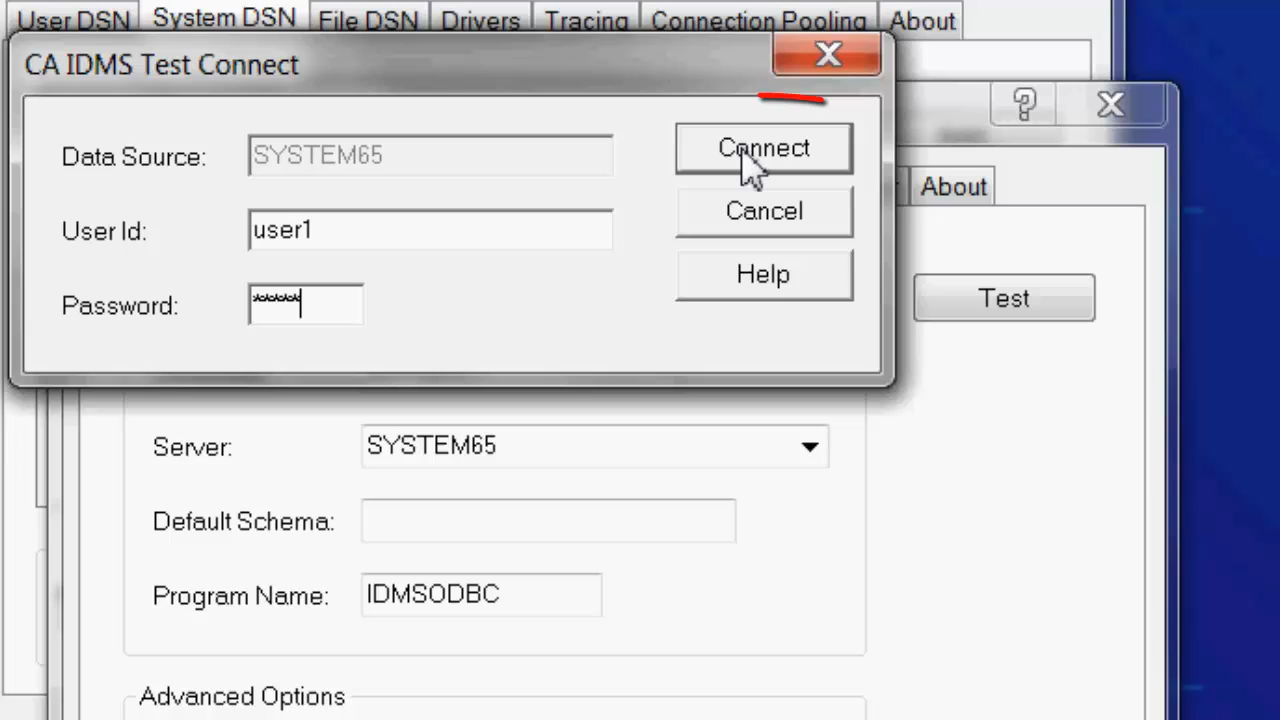 User DSN System DSN File DSN Drivers Tracing Connection Pooling About
CA IDMS Test Connect
Data Source: SYSTEM65 Connect
User Id: user1 Cancel
Password: ***** Help
About
Test
Server: SYSTEM65
Default Schema:
Program Name: IDMSODBC
Advanced Options